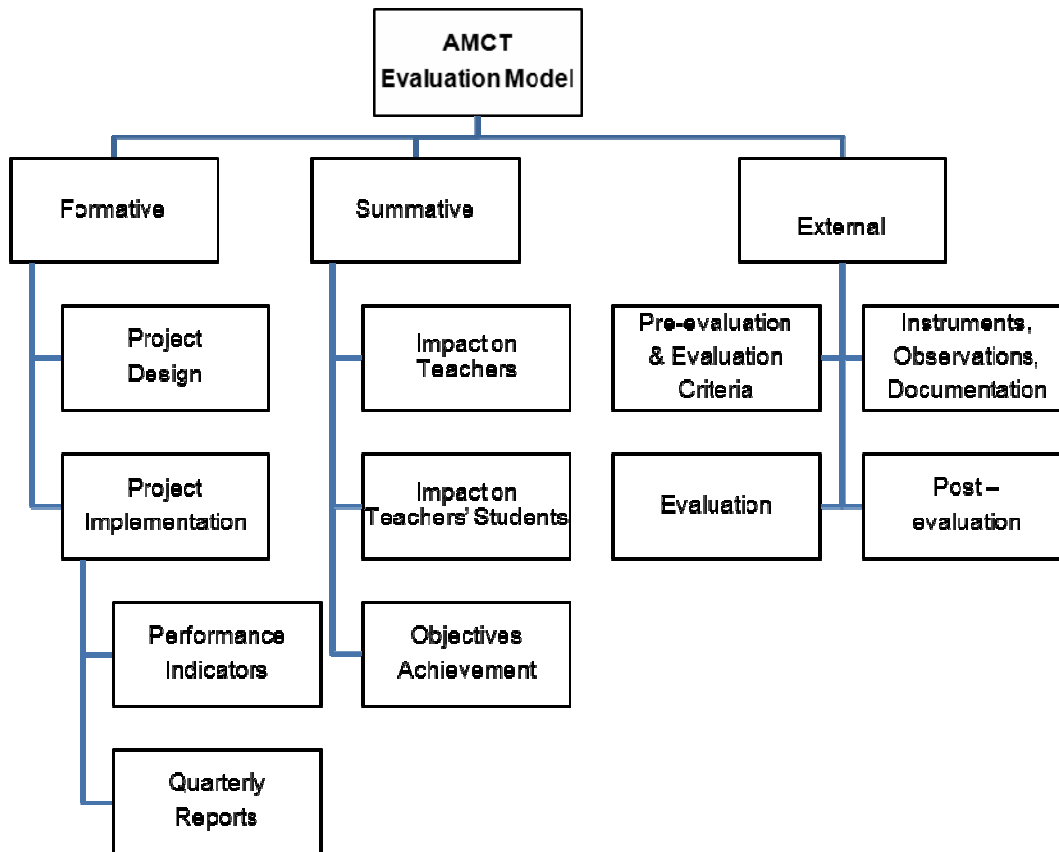 AMCT
Evaluation Model
Formative
Summative
External
Project
Design
Impact on
Teachers
Pre-evaluation
& Evaluation
Criteria
Instruments,
Observations,
Documentation
Project
Implementation
Impact on
Teachers' Students
Evaluation
Post –
evaluation
Performance
Indicators
Objectives
Achievement
Quarterly
Reports